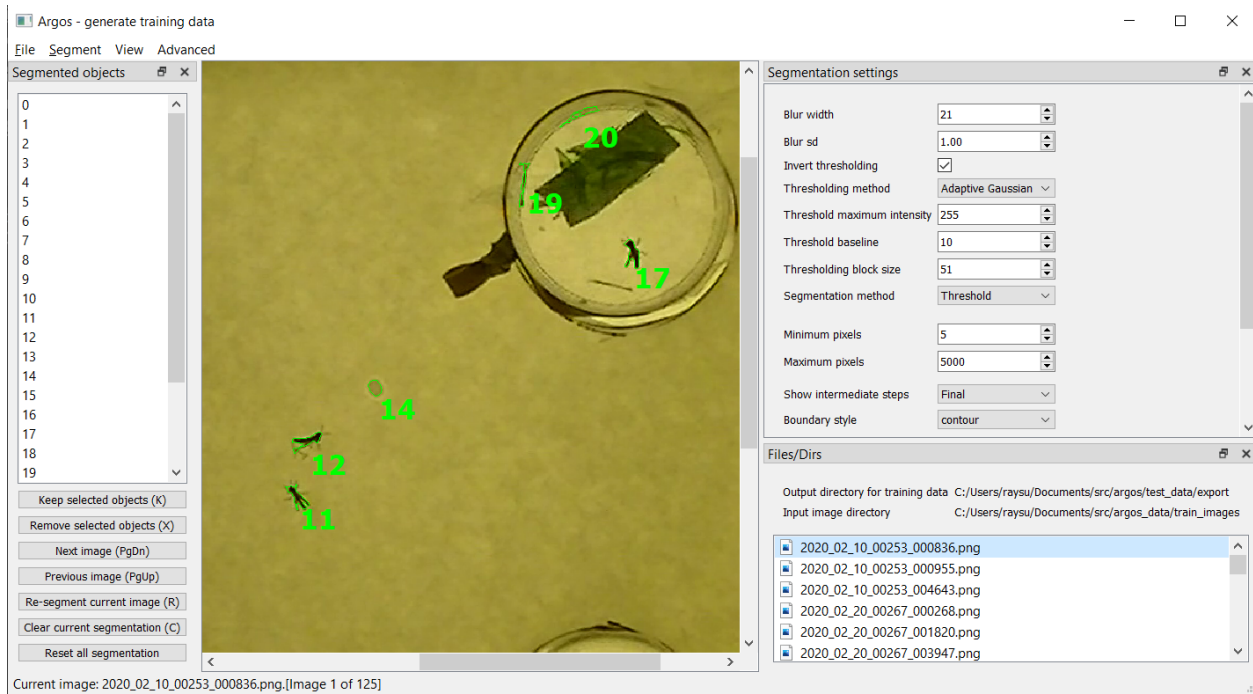 Argos - generate training data
File Segment View Advanced
Segmented objects
0
1
2
3
4
5
6
7
8
9
10
11
12
13
14
15
16
17
18
19
Keep selected objects (K)
Remove selected objects (X)
Next image (PgDn)
Previous image (PgUp)
Re-segment current image (R)
Clear current segmentation (C)
Reset all segmentation
20
19
17
14
12
11
Segmentation settings
Blur width 21
Blur sd 1.00
Invert thresholding
Thresholding method Adaptive Gaussian
Threshold maximum intensity 255
Threshold baseline 10
Thresholding block size 51
Segmentation method Threshold
Minimum pixels 5
Maximum pixels 5000
Show intermediate steps Final
Boundary style contour
Files/Dirs
Output directory for training data C:/Users/raysu/Documents/src/argos/test_data/export
Input image directory C:/Users/raysu/Documents/src/argos_data/train_images
2020_02_10_00253_000836.png
2020_02_10_00253_000955.png
2020_02_10_00253_004643.png
2020_02_20_00267_000268.png
2020_02_20_00267_001820.png
2020_02_20_00267_003947.png
Current image: 2020_02_10_00253_000836.png.[Image 1 of 125]